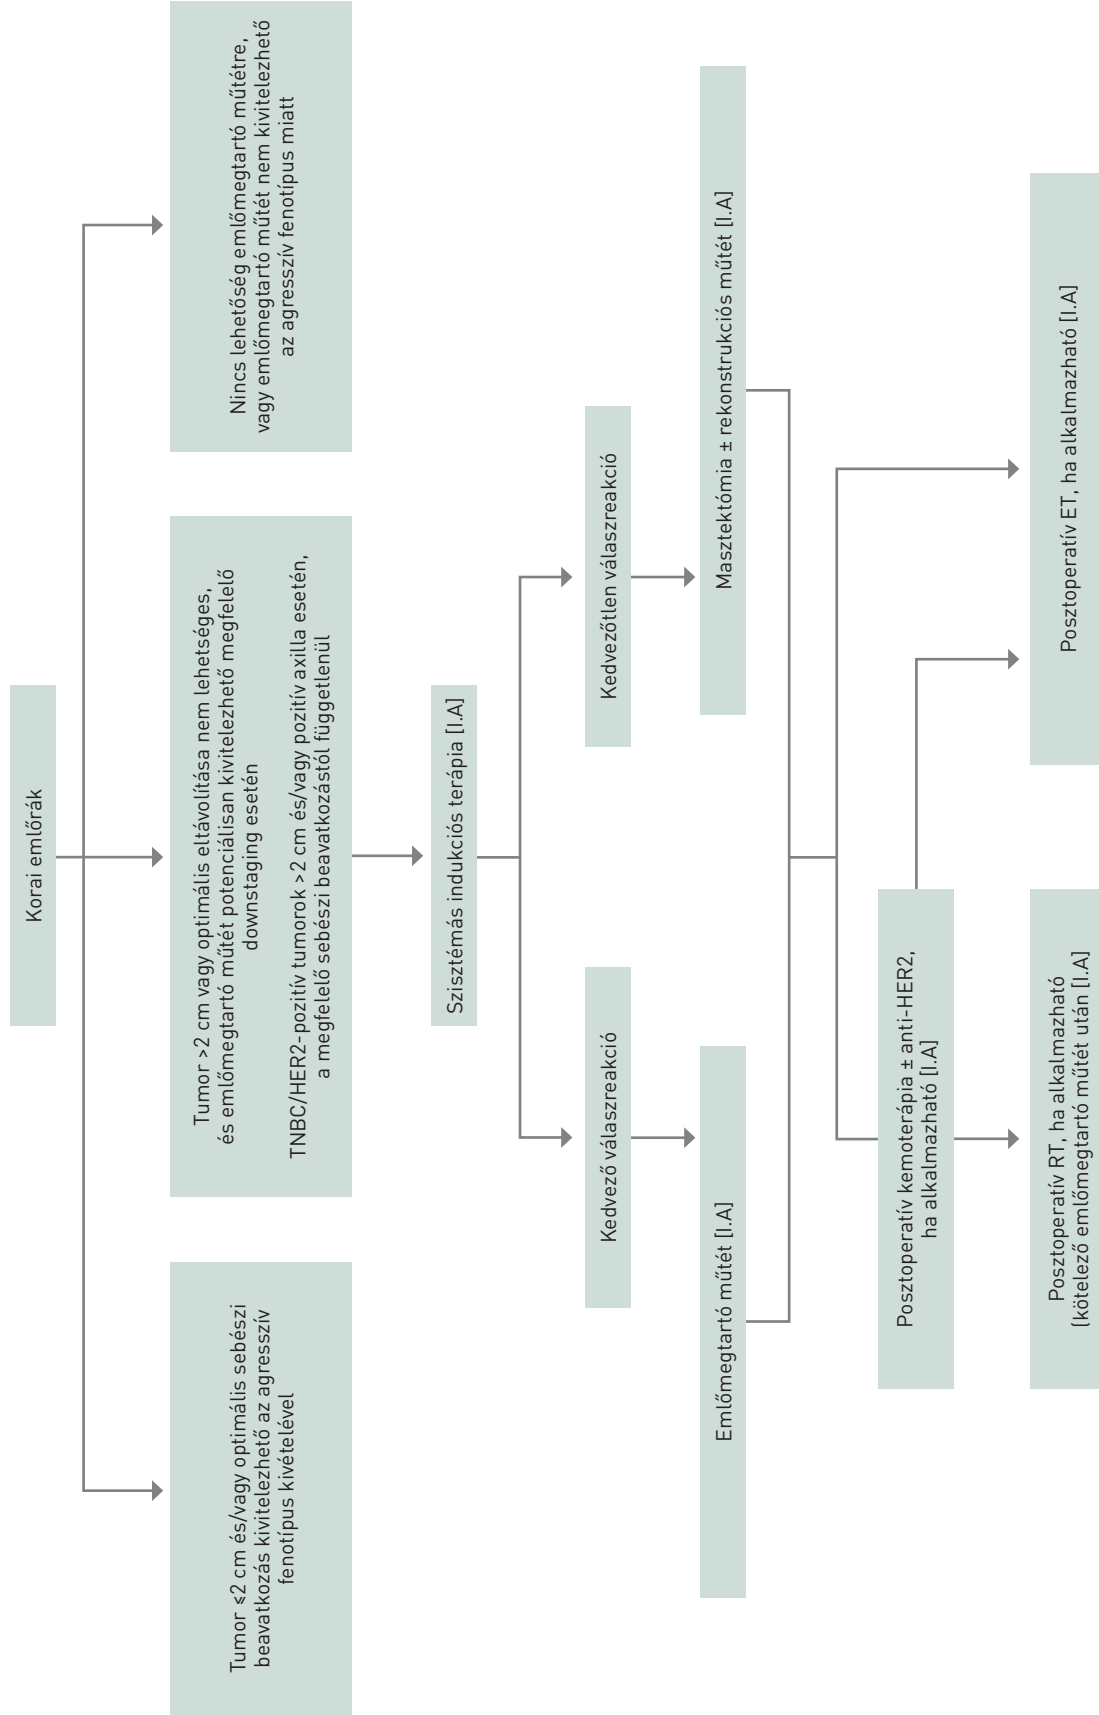 Korai emlőrák
Tumor ≤2 cm és/vagy optimális sebészi
beavatkozás kivitelezhető az agresszív
fenotípus kivételével
Tumor >2 cm vagy optimális eltávolítása nem lehetséges,
és emlőmegtartó műtét potenciálisan kivitelezhető megfelelő
downstaging esetén
TNBC/HER2-pozitív tumorok >2 cm és/vagy pozitív axilla esetén,
a megfelelő sebészi beavatkozástól függetlenül
Nincs lehetőség emlőmegtartó műtétre,
vagy emlőmegtartó műtét nem kivitelezhető
az agresszív fenotípus miatt
Szisztémás indukciós terápia [I.A]
Kedvező válaszreakció
Kedvezőtlen válaszreakció
Emlőmegtartó műtét [I.A]
Masztektómia ± rekonstrukciós műtét [I.A]
Posztoperatív kemoterápia ± anti-HER2,
ha alkalmazható [I.A]
Posztoperatív RT, ha alkalmazható
(kötelező emlőmegtartó műtét után [I.A]
Posztoperatív ET, ha alkalmazható [I.A]